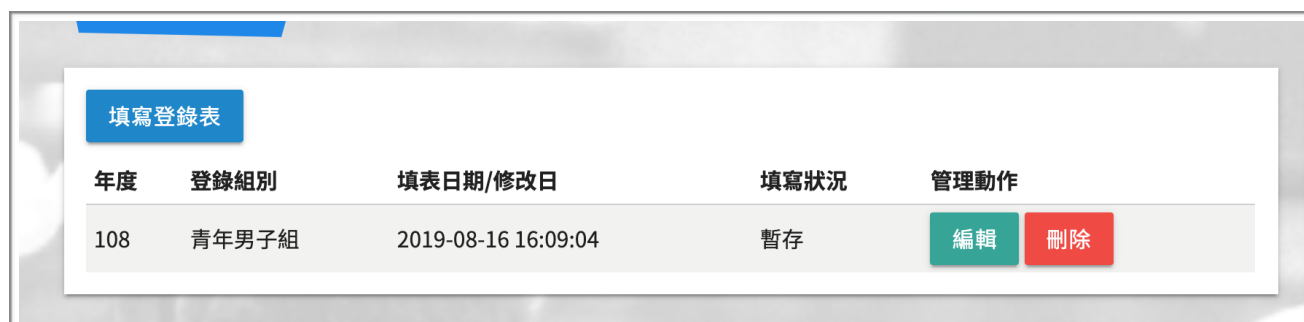 填寫登錄表
年度 登錄組別 填表日期/修改日 填寫狀況 管理動作
108 青年男子組 2019-08-16 16:09:04 暫存 編輯 刪除